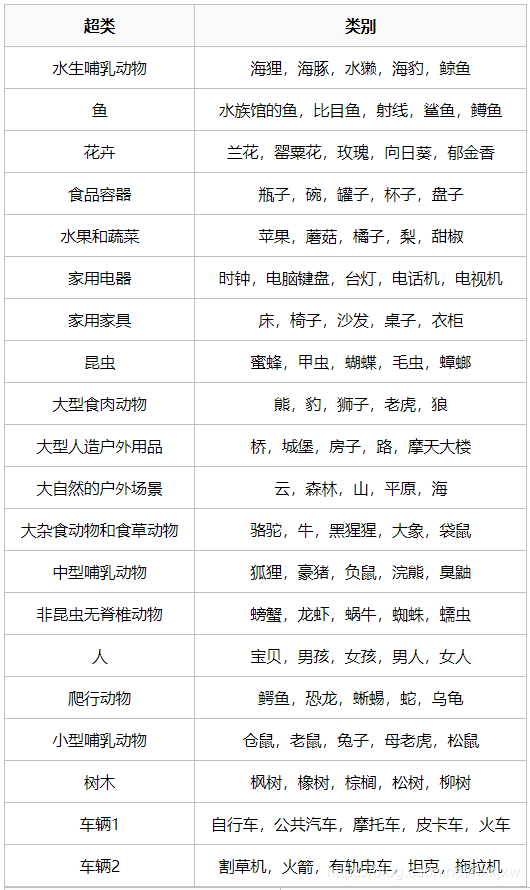 超类 类别
水生哺乳动物 海狸，海豚，水獭，海豹，鲸鱼
鱼 水族馆的鱼，比目鱼，射线，鲨鱼，鳟鱼
花卉 兰花，罂粟花，玫瑰，向日葵，郁金香
食品容器 瓶子，碗，罐子，杯子，盘子
水果和蔬菜 苹果，蘑菇，橘子，梨，甜椒
家用电器 时钟，电脑键盘，台灯，电话机，电视机
家用家具 床，椅子，沙发，桌子，衣柜
昆虫 蜜蜂，甲虫，蝴蝶，毛虫，蟑螂
大型食肉动物 熊，豹，狮子，老虎，狼
大型人造户外用品 桥，城堡，房子，路，摩天大楼
大自然的户外场景 云，森林，山，平原，海
大杂食动物和食草动物 骆驼，牛，黑猩猩，大象，袋鼠
中型哺乳动物 狐狸，豪猪，负鼠，浣熊，臭鼬
非昆虫无脊椎动物 螃蟹，龙虾，蜗牛，蜘蛛，蠕虫
人 宝贝，男孩，女孩，男人，女人
爬行动物 鳄鱼，恐龙，蜥蜴，蛇，乌龟
小型哺乳动物 仓鼠，老鼠，兔子，母老虎，松鼠
树木 枫树，橡树，棕榈，松树，柳树
车辆1 自行车，公共汽车，摩托车，皮卡车，火车
车辆2 割草机，火箭，有轨电车，坦克，拖拉机